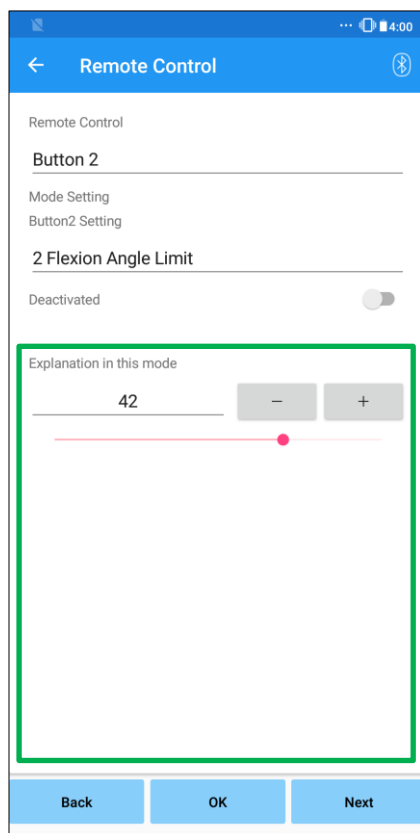 4:00
Remote Control
Remote Control
Button 2
Mode Setting
Button2 Setting
2 Flexion Angle Limit
Deactivated
Explanation in this mode
42 − +
Back OK Next